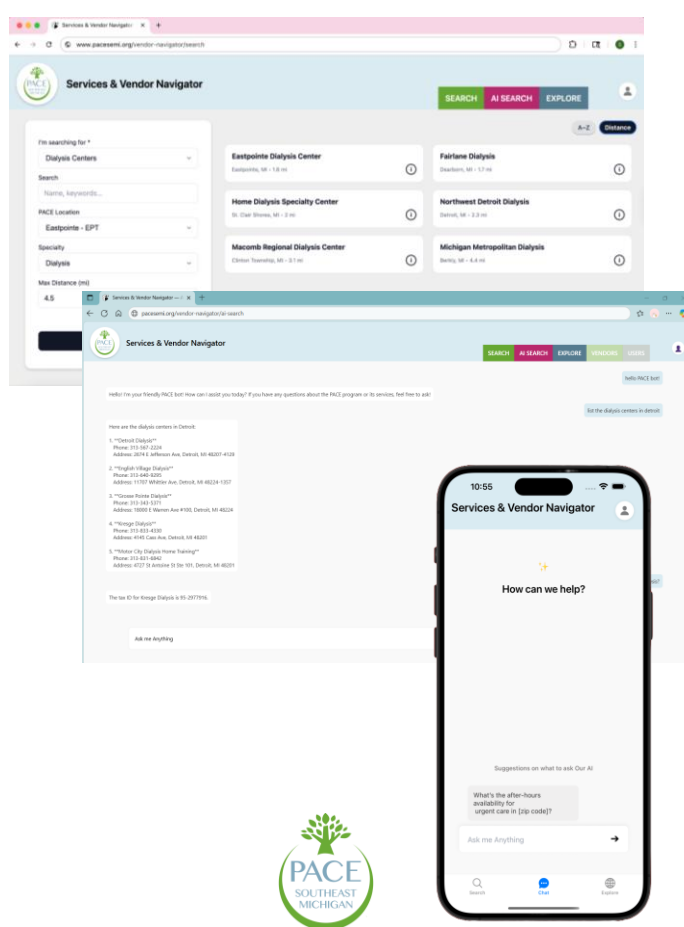 Services & Vendor Navigator
www.pacesemi.org/vendor-navigator/search
PACE
Services & Vendor Navigator
SEARCH
AI SEARCH
EXPLORE
A-Z
Distance
I'm searching for *
Dialysis Centers
Search
Name, keywords...
PACE Location
Eastpointe - EPT
Specialty
Dialysis
Max Distance (mi)
4.5
Eastpointe Dialysis Center
Eastpointe, MI - 1.6 mi
Fairlane Dialysis
Dearborn, MI - 1.7 mi
Home Dialysis Specialty Center
St. Clair Shores, MI - 2 mi
Northwest Detroit Dialysis
Detroit, MI - 2.3 mi
Macomb Regional Dialysis Center
Clinton Township, MI - 3.1 mi
Michigan Metropolitan Dialysis
MI - 4.4 mi
Services & Vendor Navigator —
pacesemi.org/vendor-navigator/ai-search
PACE
Services & Vendor Navigator
SEARCH
AI SEARCH
EXPLORE
VENDORS
USERS
hello PACE bot!
Hello! I'm your friendly PACE bot! How can I assist you today? If you have any questions about the PACE program or its services, feel free to ask!
list the dialysis centers in detroit
Here are the dialysis centers in Detroit:
1. **Detroit Dialysis**
Phone: 313-567-2224
Address: 2674 E Jefferson Ave, Detroit, MI 48207-4129
2. **English Village Dialysis**
Phone: 313-640-9295
Address: 11707 Whittier Ave, Detroit, MI 48224-1557
3. **Grosse Pointe Dialysis**
Phone: 313-343-5371
Address: 18000 E Warren Ave #100, Detroit, MI 48224
4. **Kresge Dialysis**
Phone: 313-833-4330
Address: 4145 Cass Ave, Detroit, MI 48201
5. **Motor City Dialysis Home Training**
Phone: 313-831-6842
Address: 4727 St Antoine St Ste 101, Detroit, MI 48201
The tax ID for Kresge Dialysis is 95-2977916.
Ask me Anything
10:55
Services & Vendor Navigator
How can we help?
Suggestions on what to ask Our AI
What's the after-hours
availability for
urgent care in [zip code]?
Ask me Anything
Search
Chat
Explore
PACE
SOUTHEAST
MICHIGAN